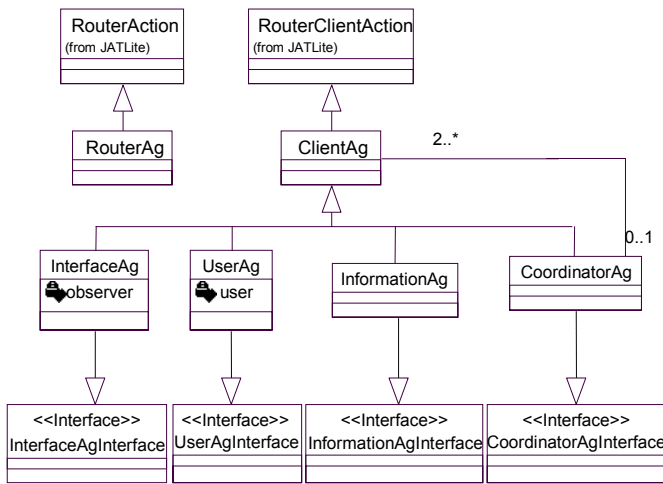 RouterAction
(from JATLite)
RouterClientAction
(from JATLite)
RouterAg
ClientAg
2..*
0..1
InterfaceAg
observer
UserAg
user
InformationAg
CoordinatorAg
<<Interface>>
InterfaceAgInterface
<<Interface>>
UserAgInterface
<<Interface>>
InformationAgInterface
<<Interface>>
CoordinatorAgInterface